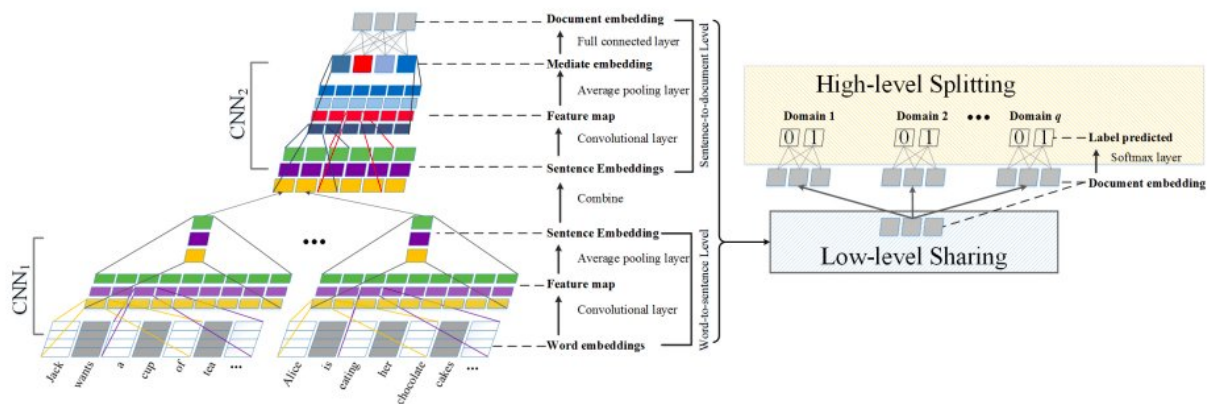 Document embedding
Full connected layer
Mediate embedding
Average pooling layer
Feature map
Convolutional layer
Sentence Embeddings
Combine
Sentence Embedding
Average pooling layer
Feature map
Convolutional layer
Word embeddings
CNN2
CNN1
...
Jack
wants
a
cup
of
tea
...
Alice
is
eating
her
chocolate
cakes
...
Sentence-to-document Level
Word-to-sentence Level
High-level Splitting
Domain 1
Domain 2
...
Domain q
0 1
0 1
0 1
Label predicted
Softmax layer
Document embedding
Low-level Sharing